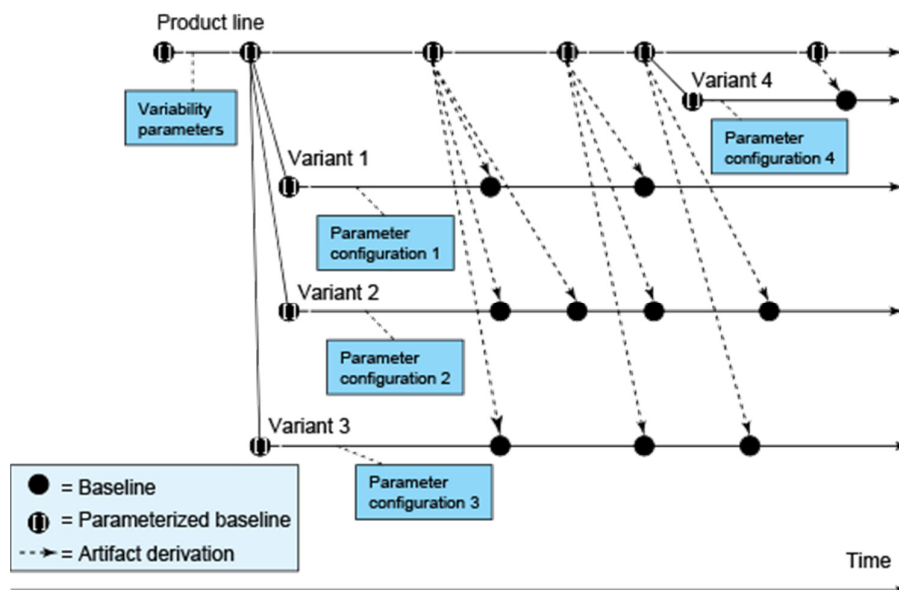 Product line
Variability
parameters
Variant 4
Parameter
configuration 4
Variant 1
Parameter
configuration 1
Variant 2
Parameter
configuration 2
Variant 3
Parameter
configuration 3
= Baseline
= Parameterized baseline
= Artifact derivation
Time